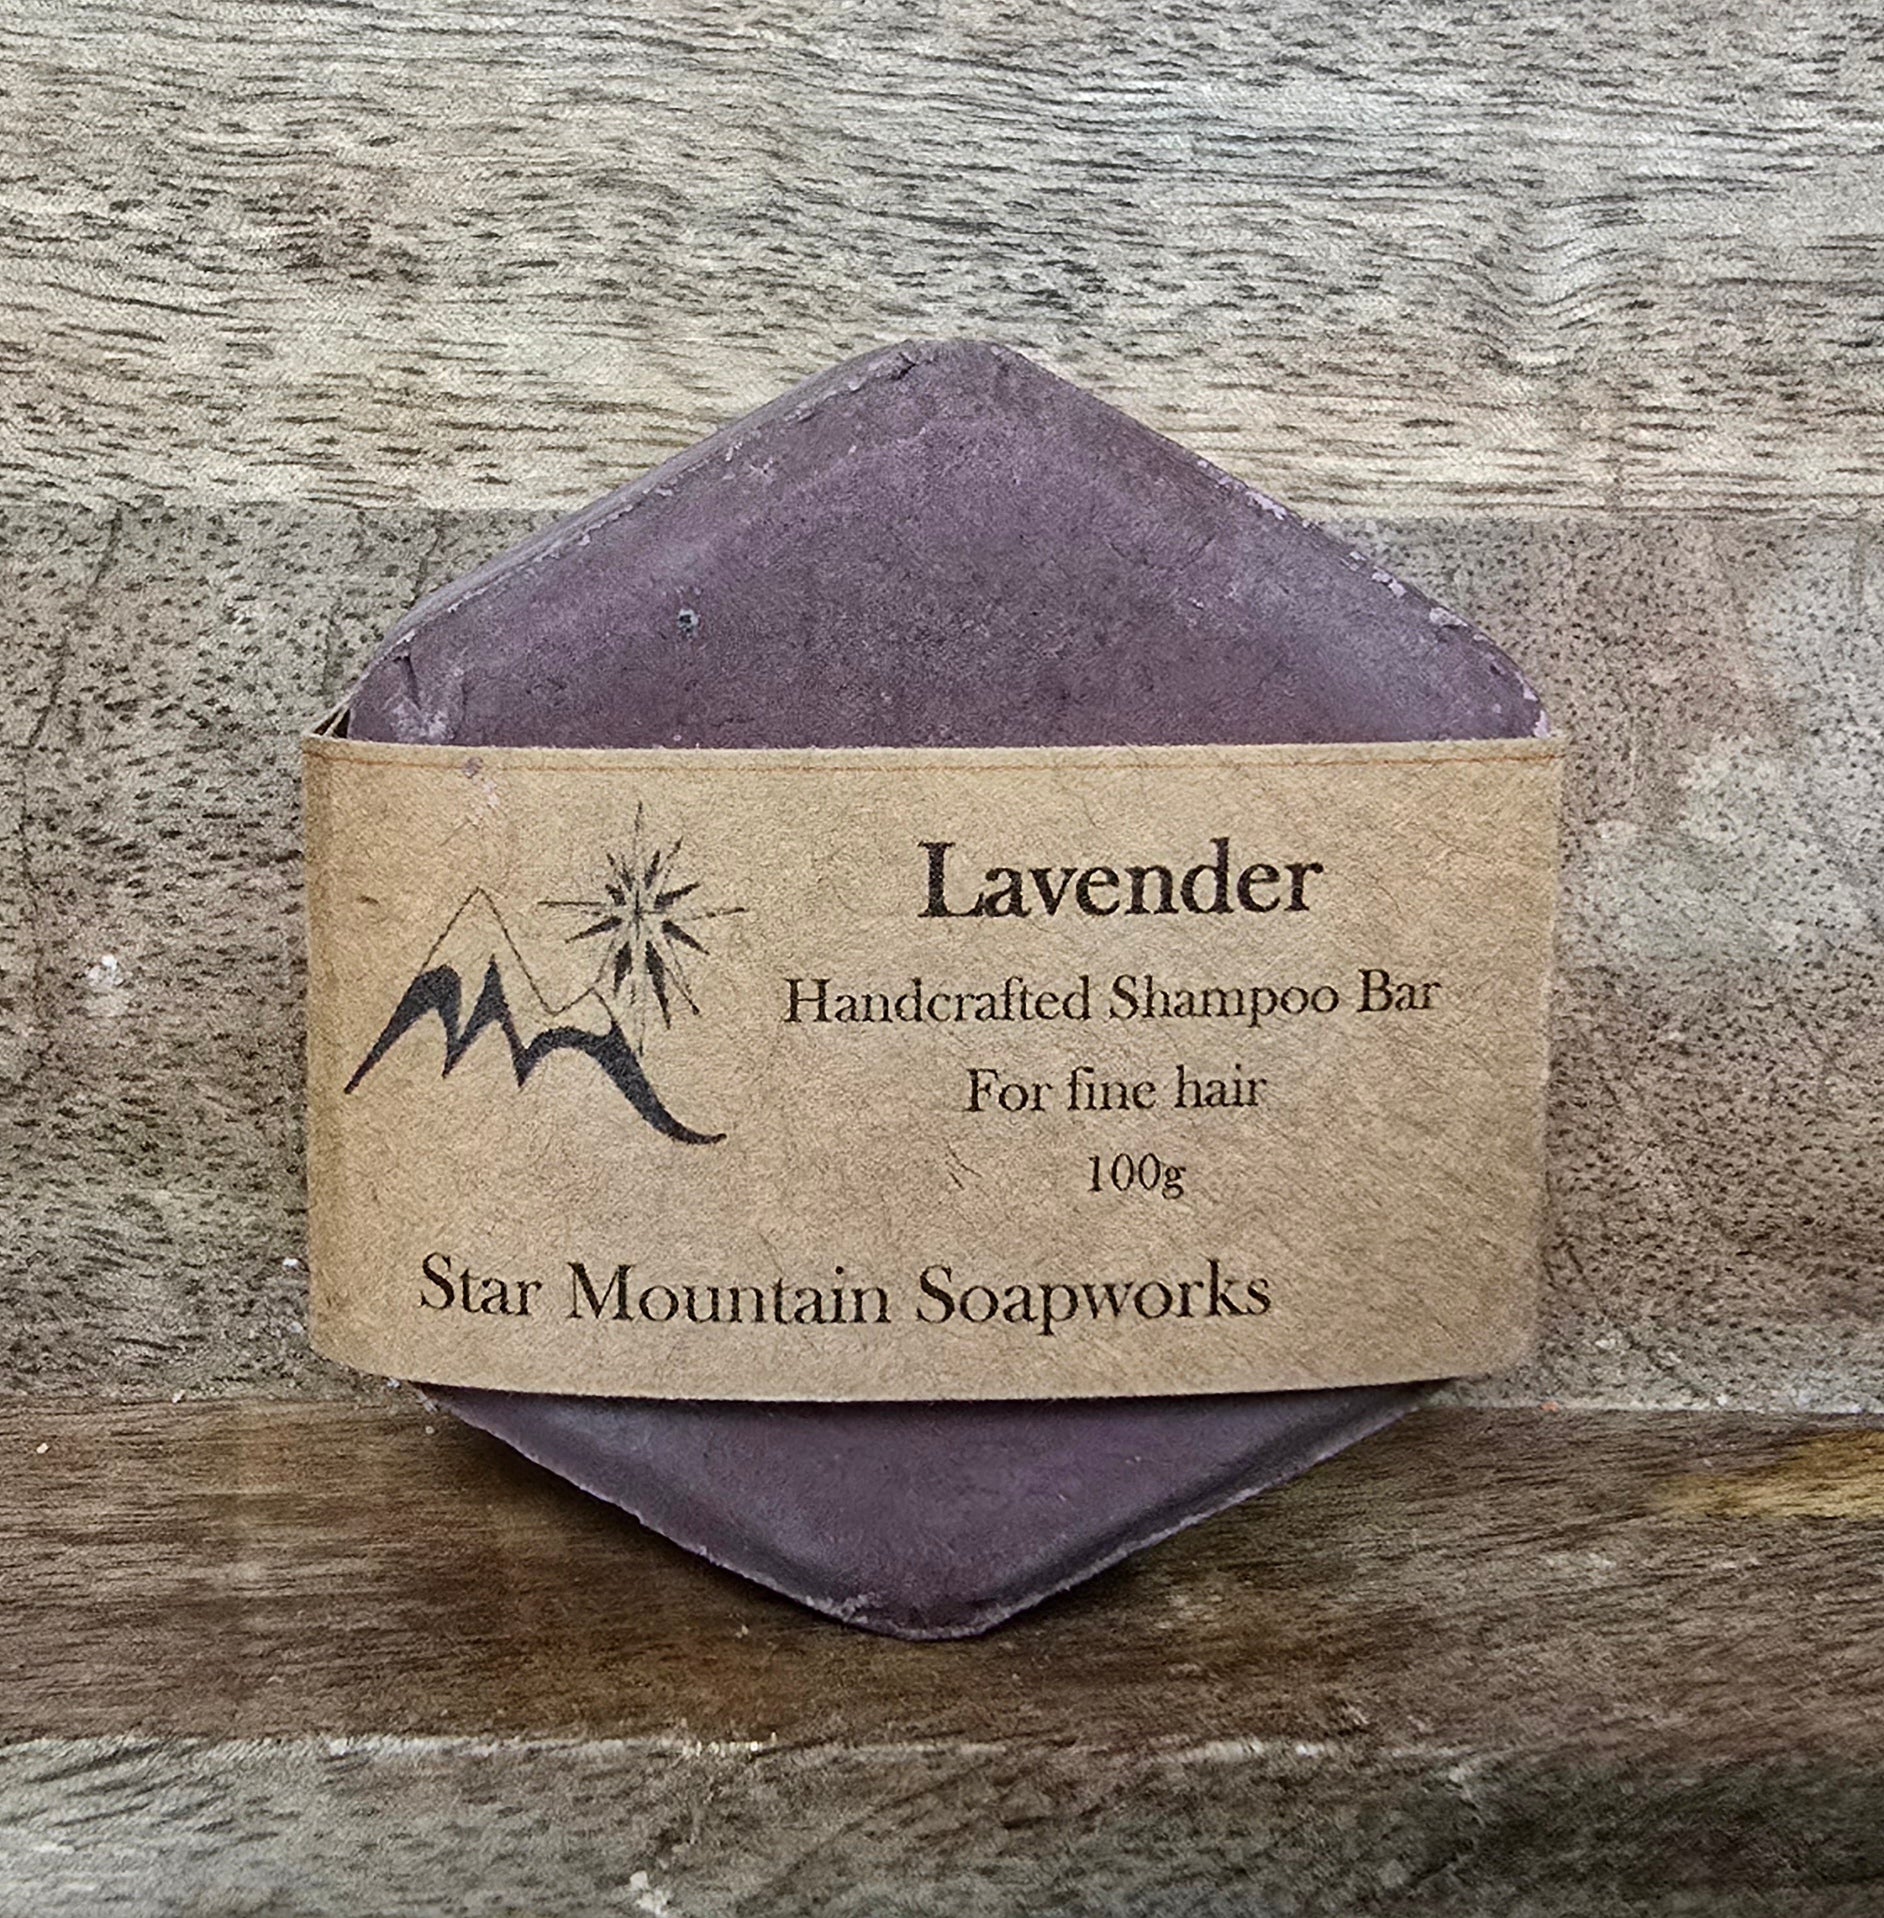 Lavender
Handcrafted Shampoo Bar
For fine hair
100g
Star Mountain Soapworks